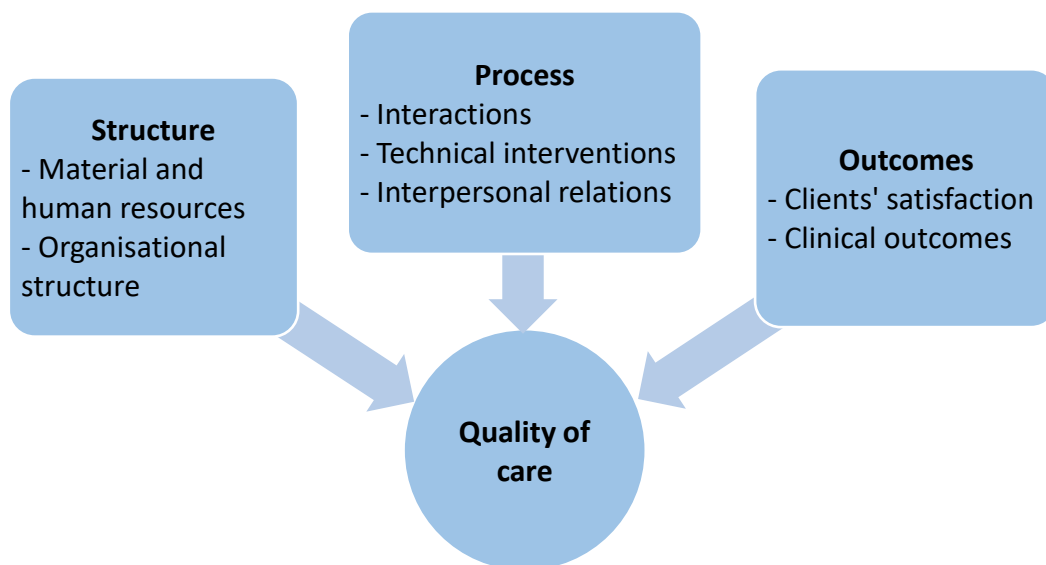 Structure
- Material and
human resources
- Organisational
structure
Process
- Interactions
- Technical interventions
- Interpersonal relations
Outcomes
- Clients' satisfaction
- Clinical outcomes
Quality of
care